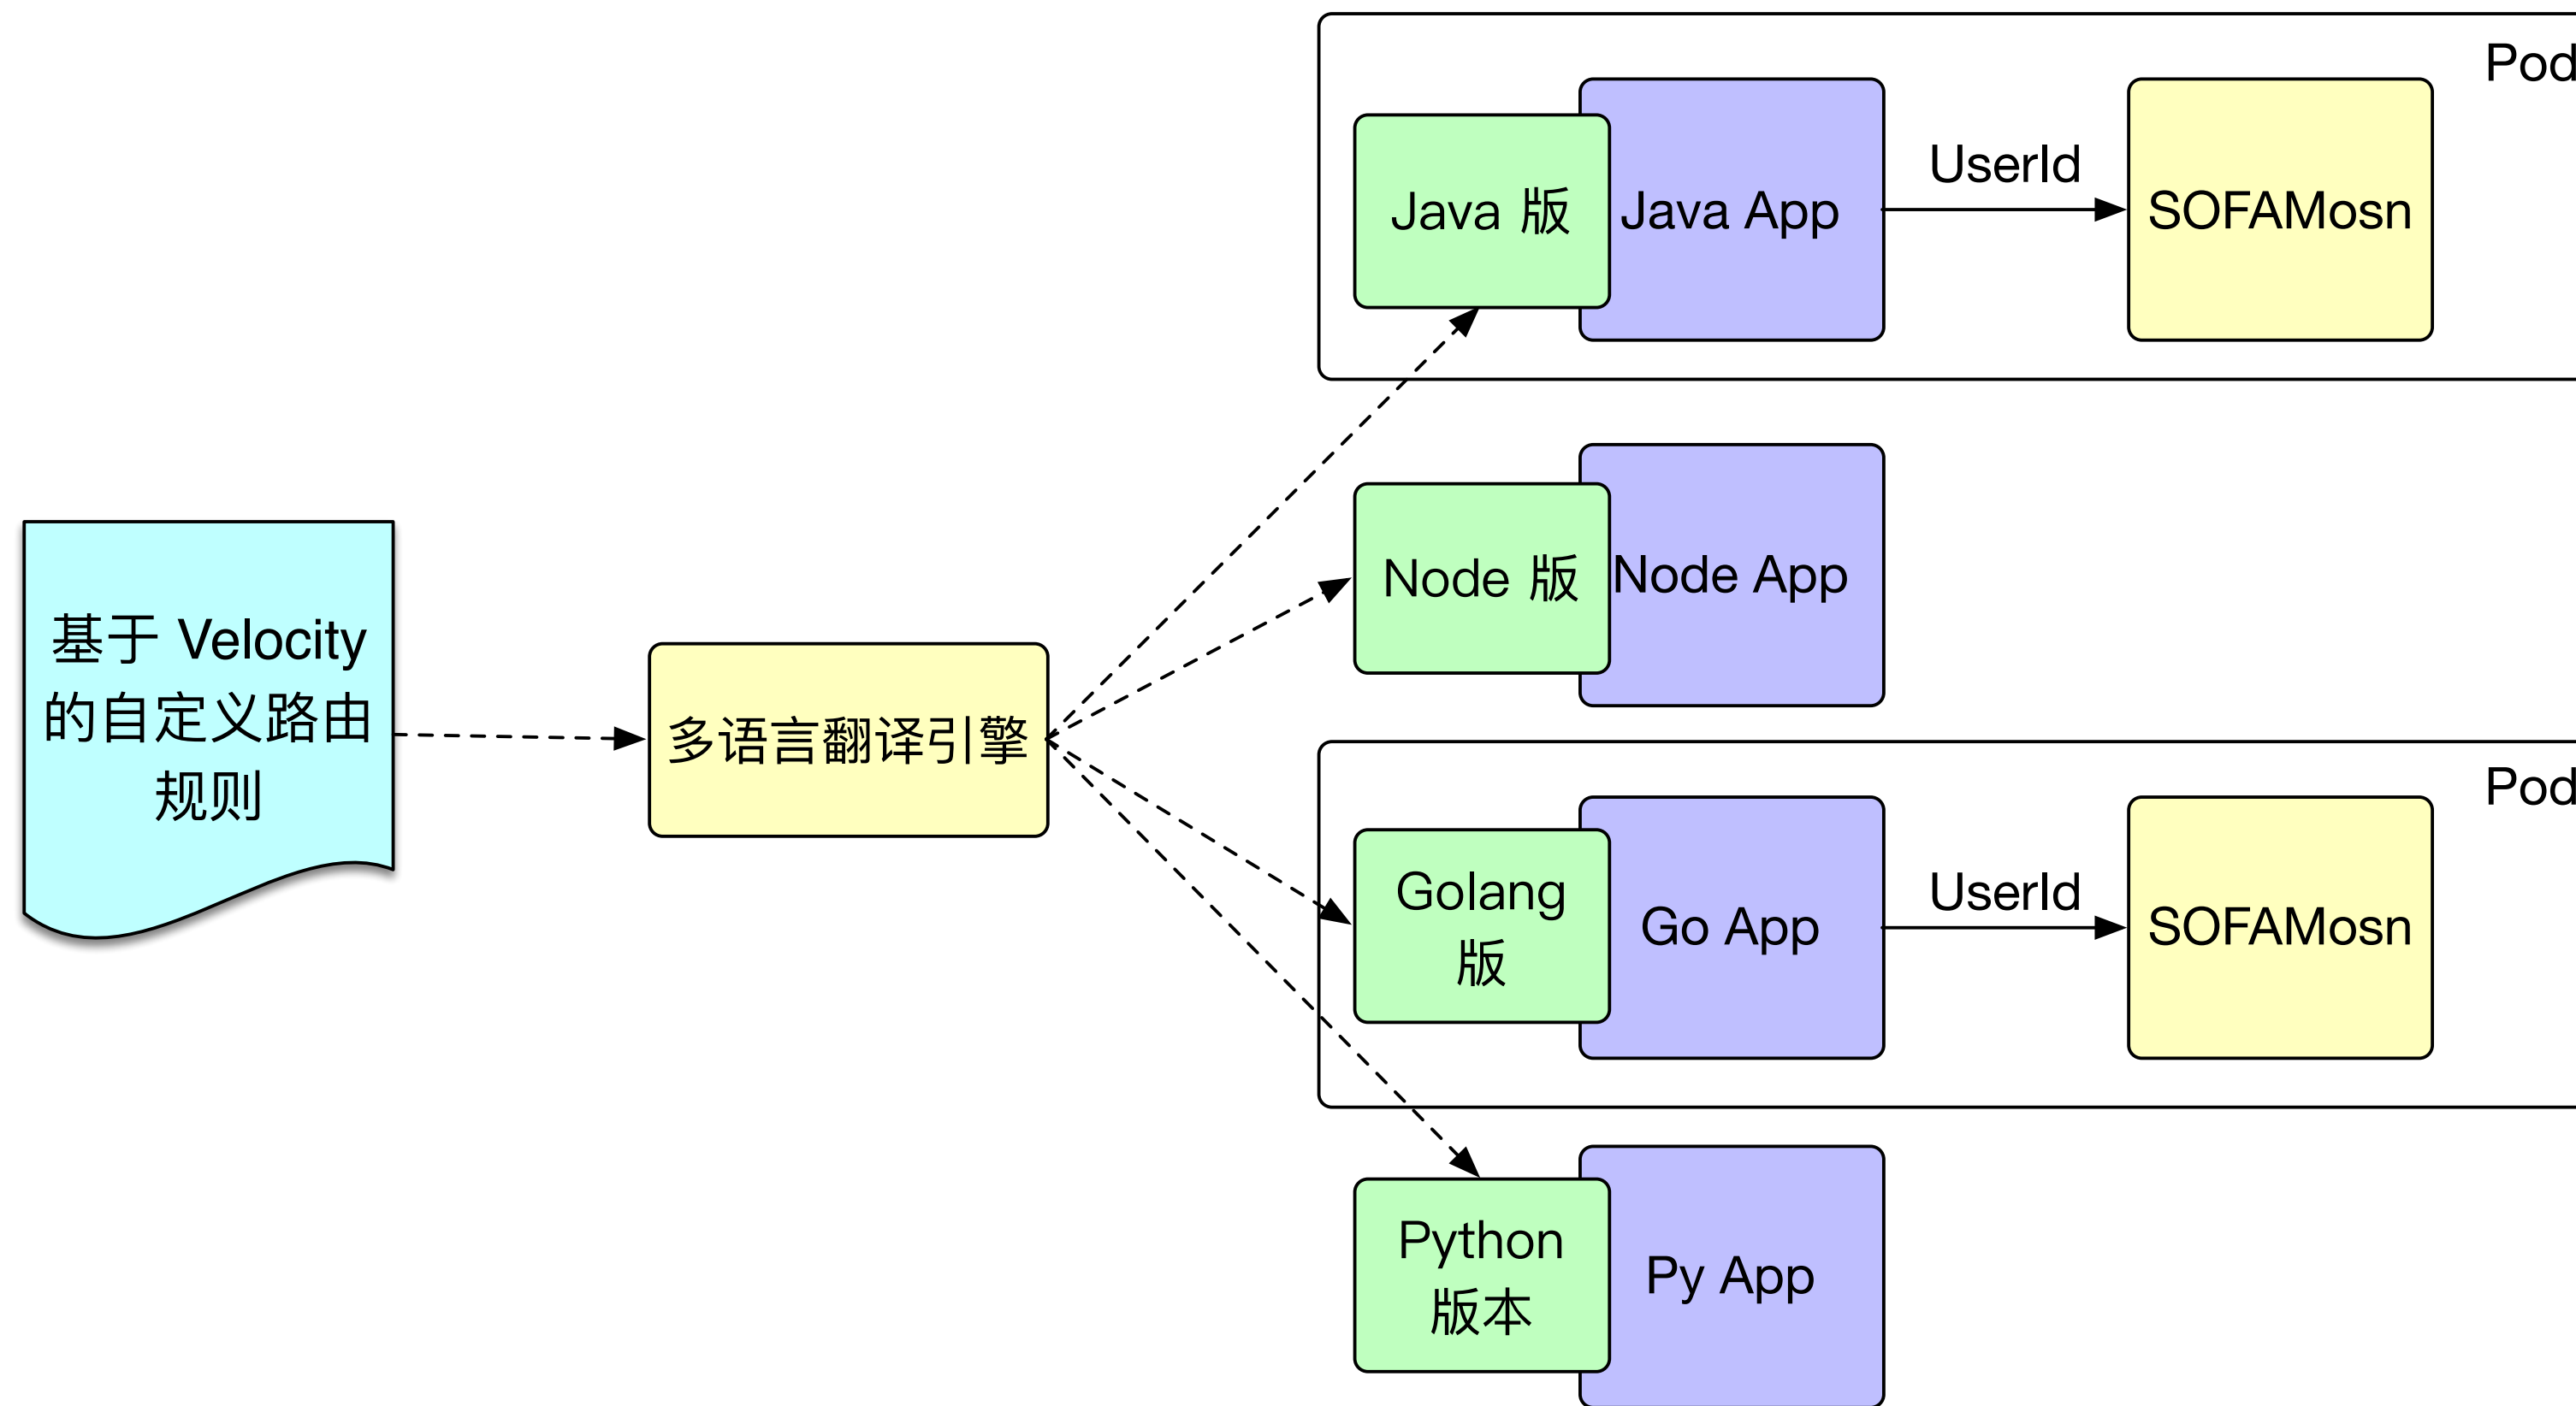 基于 Velocity
的自定义路由
规则
多语言翻译引擎
Pod
Java 版
Java App
UserId
SOFAMosn
Node 版
Node App
Pod
Golang
版
Go App
UserId
SOFAMosn
Python
版本
Py App